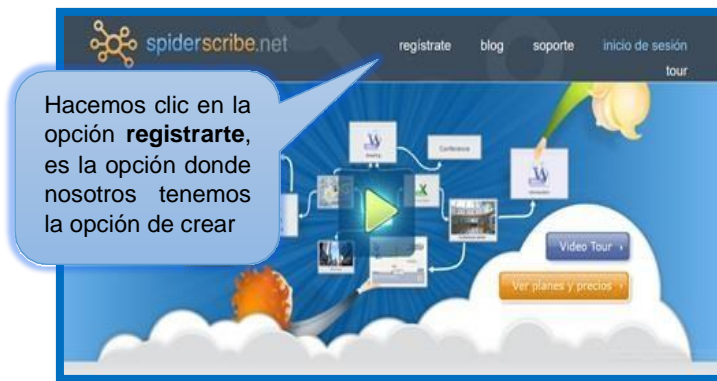 spiderscribe.net
registrate blog soporte inicio de sesión
tour
Hacemos clic en la
opción registrarte,
es la opción donde
nosotros tenemos
la opción de crear
Conference
Video Tour
Ver planes y precios